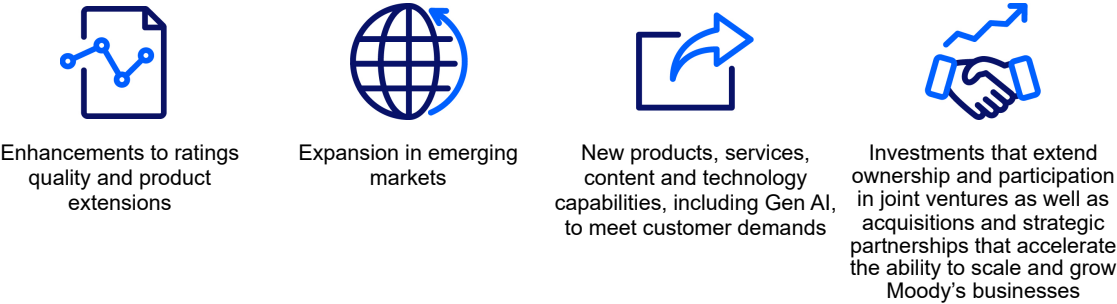 Enhancements to ratings
quality and product
extensions
Expansion in emerging
markets
New products, services,
content and technology
capabilities, including Gen AI,
to meet customer demands
Investments that extend
ownership and participation
in joint ventures as well as
acquisitions and strategic
partnerships that accelerate
the ability to scale and grow
Moody’s businesses